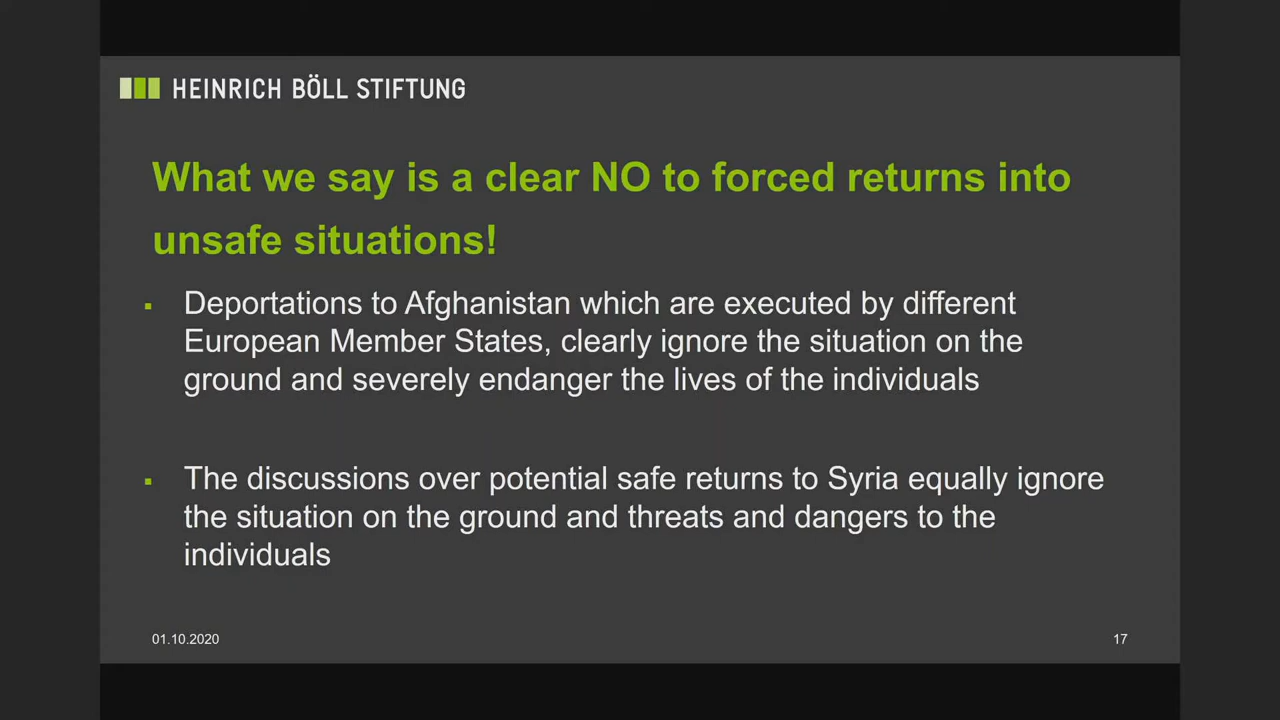 HEINRICH BÖLL STIFTUNG
What we say is a clear NO to forced returns into
unsafe situations!
▪ Deportations to Afghanistan which are executed by different
European Member States, clearly ignore the situation on the
ground and severely endanger the lives of the individuals
▪ The discussions over potential safe returns to Syria equally ignore
the situation on the ground and threats and dangers to the
individuals
01.10.2020
17